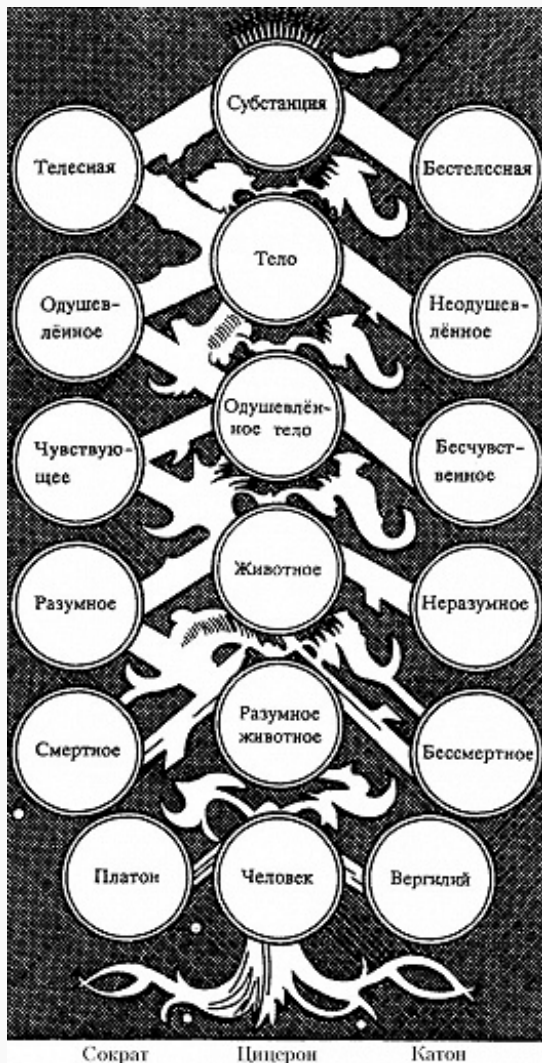 Субстанция
Телесная
Бестелесная
Тело
Одушев-
лённое
Неодушев-
лённое
Одушевлён-
ное тело
Чувствую-
щее
Бесчувст-
венное
Животное
Разумное
Неразумное
Разумное
животное
Смертное
Бессмертное
Платон
Человек
Вергилий
Сократ
Цицерон
Катон